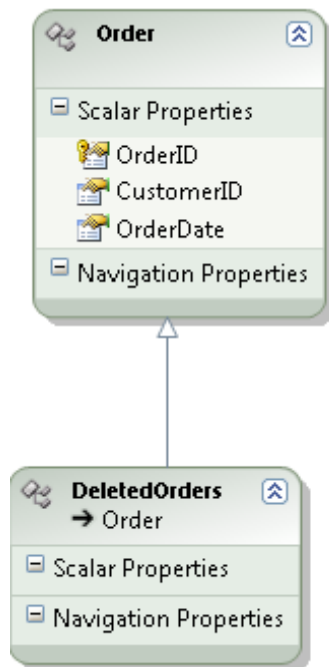 Order
Scalar Properties
OrderID
CustomerID
OrderDate
Navigation Properties
DeletedOrders
Order
Scalar Properties
Navigation Properties